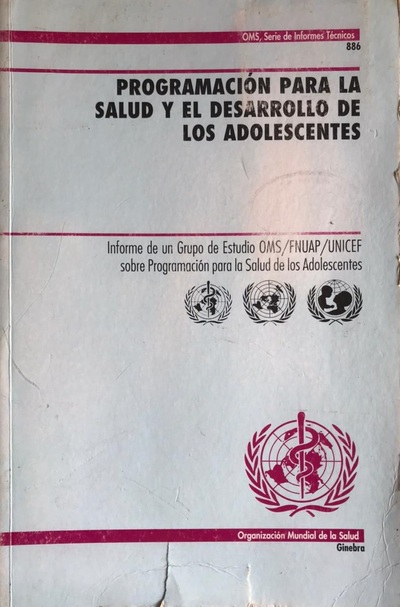 OMS, Serie de Informes Técnicos
886
PROGRAMACIÓN PARA LA
SALUD Y EL DESARROLLO DE
LOS ADOLESCENTES
Informe de un Grupo de Estudio OMS/FNUAP/UNICEF
sobre Programación para la Salud de los Adolescentes
Organización Mundial de la Salud
Ginebra